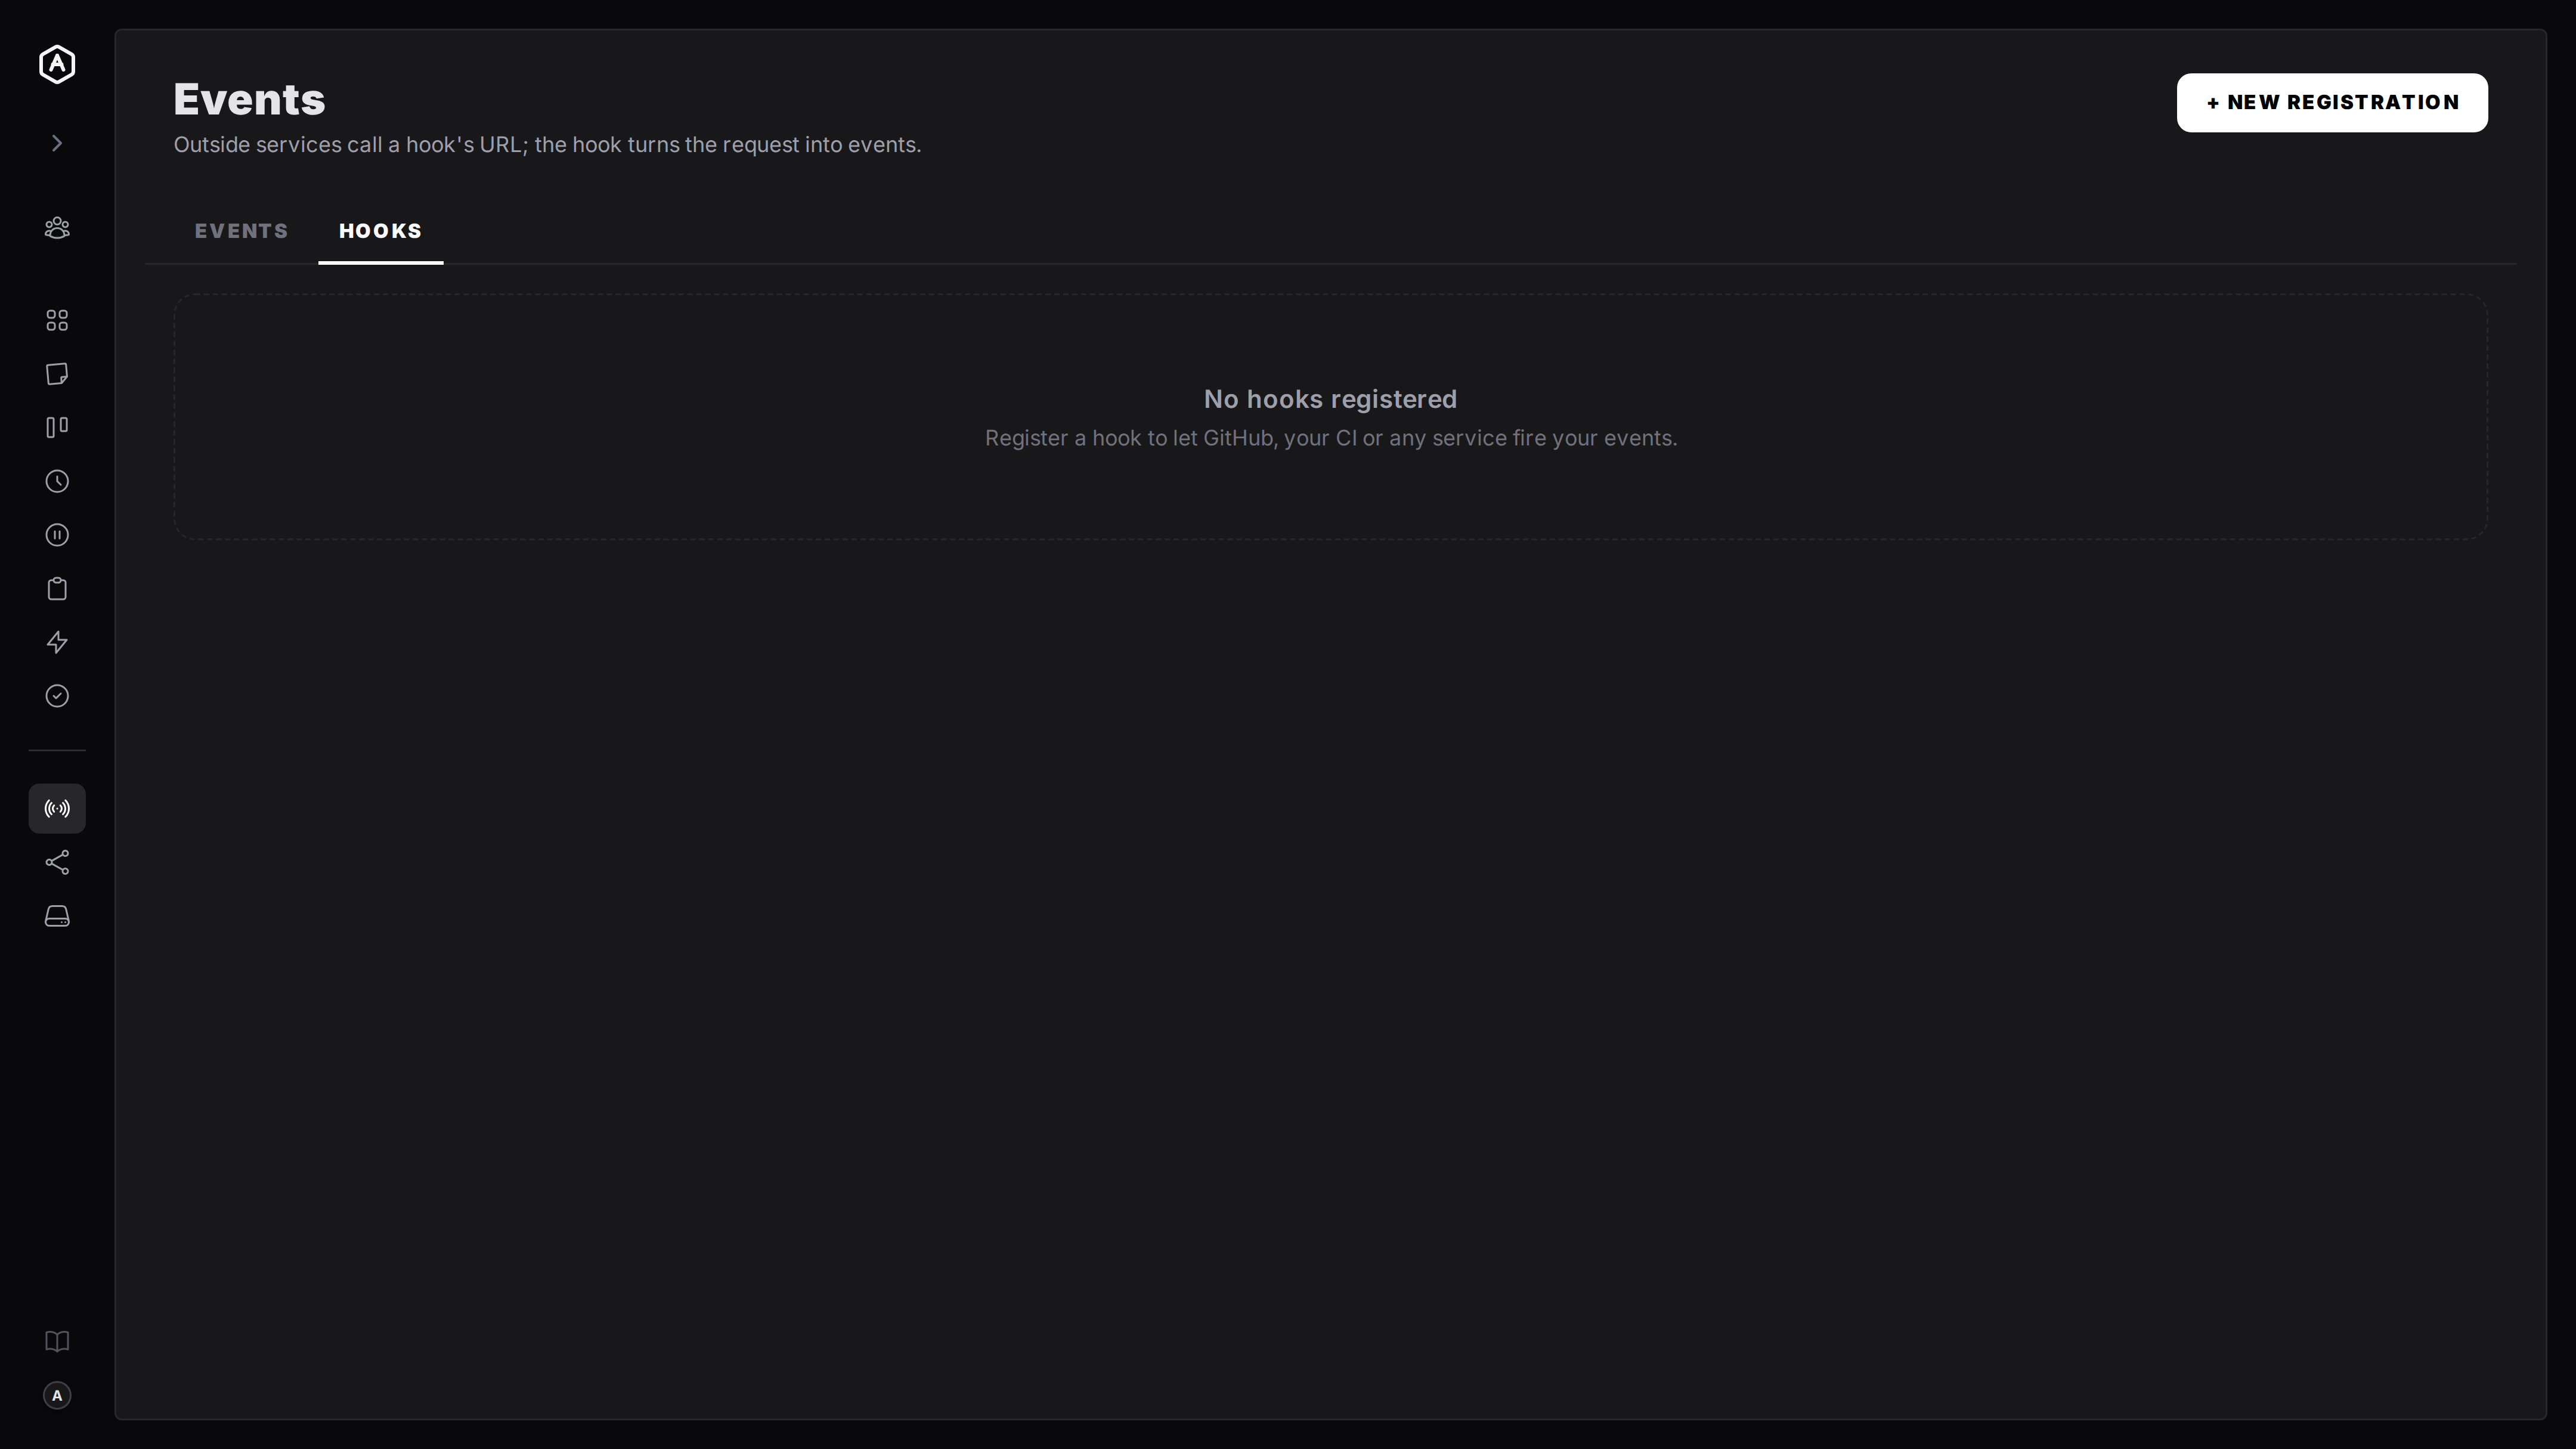 A
Events
+ NEW REGISTRATION
Outside services call a hook's URL; the hook turns the request into events.
EVENTS
HOOKS
No hooks registered
Register a hook to let GitHub, your CI or any service fire your events.
A